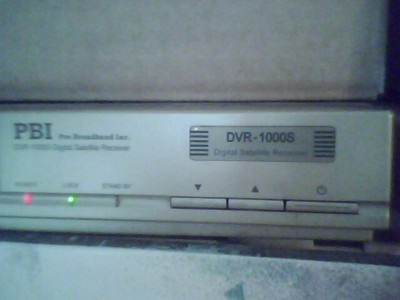 PBI Pro Broadband Inc.
DVR-1000S Digital Satellite Receiver
DVR-1000S
Digital Satellite Receiver
POWER LOCK STAND BY